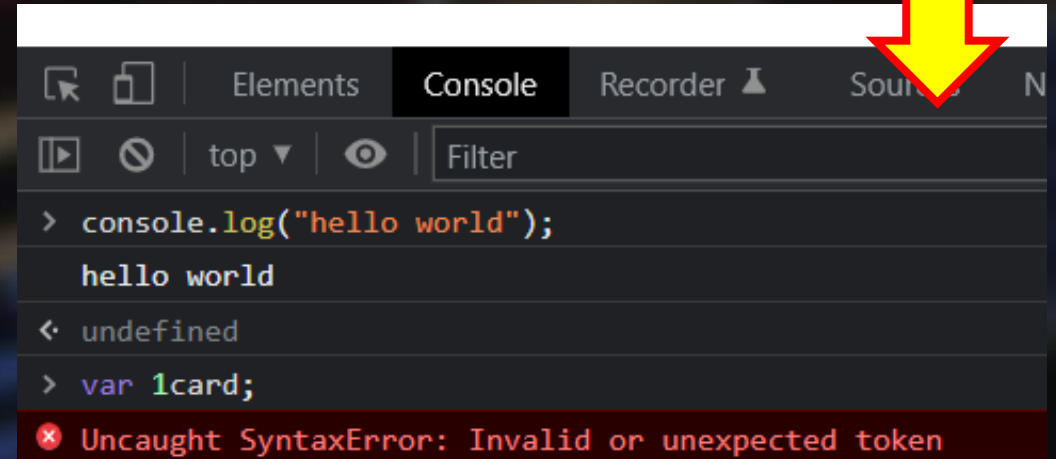 Elements Console Recorder Sources N
top Filter
> console.log("hello world");
hello world
undefined
> var 1card;
Uncaught SyntaxError: Invalid or unexpected token